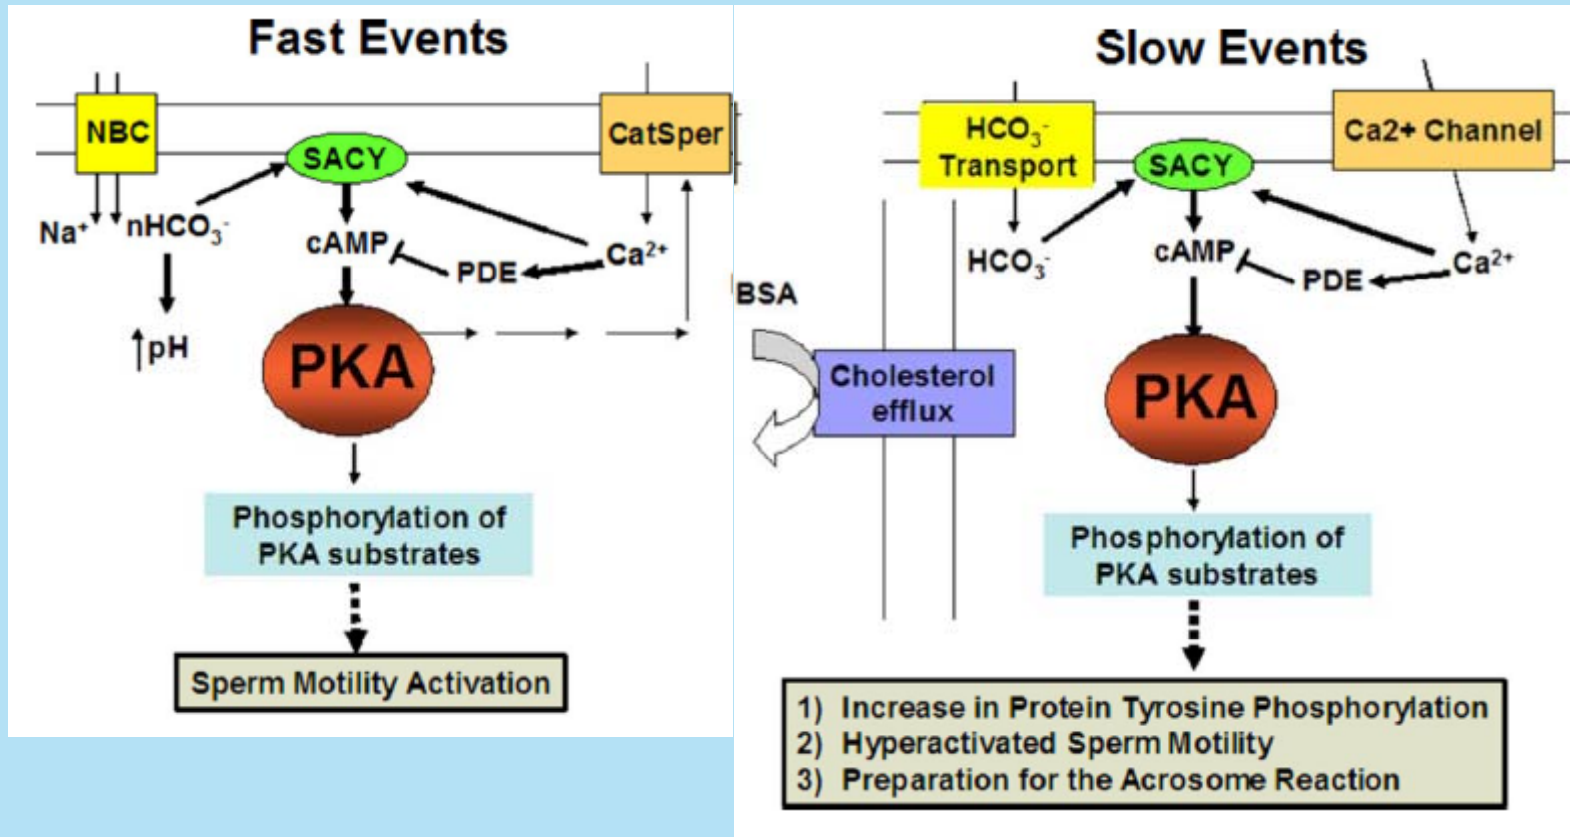 Fast Events
NBC
SACY
CatSper
Na⁺
nHCO₃⁻
cAMP
PDE
Ca²⁺
↑pH
PKA
Phosphorylation of
PKA substrates
Sperm Motility Activation
Slow Events
HCO₃⁻
Transport
SACY
Ca2+ Channel
HCO₃⁻
cAMP
PDE
Ca²⁺
BSA
Cholesterol
efflux
PKA
Phosphorylation of
PKA substrates
1) Increase in Protein Tyrosine Phosphorylation
2) Hyperactivated Sperm Motility
3) Preparation for the Acrosome Reaction